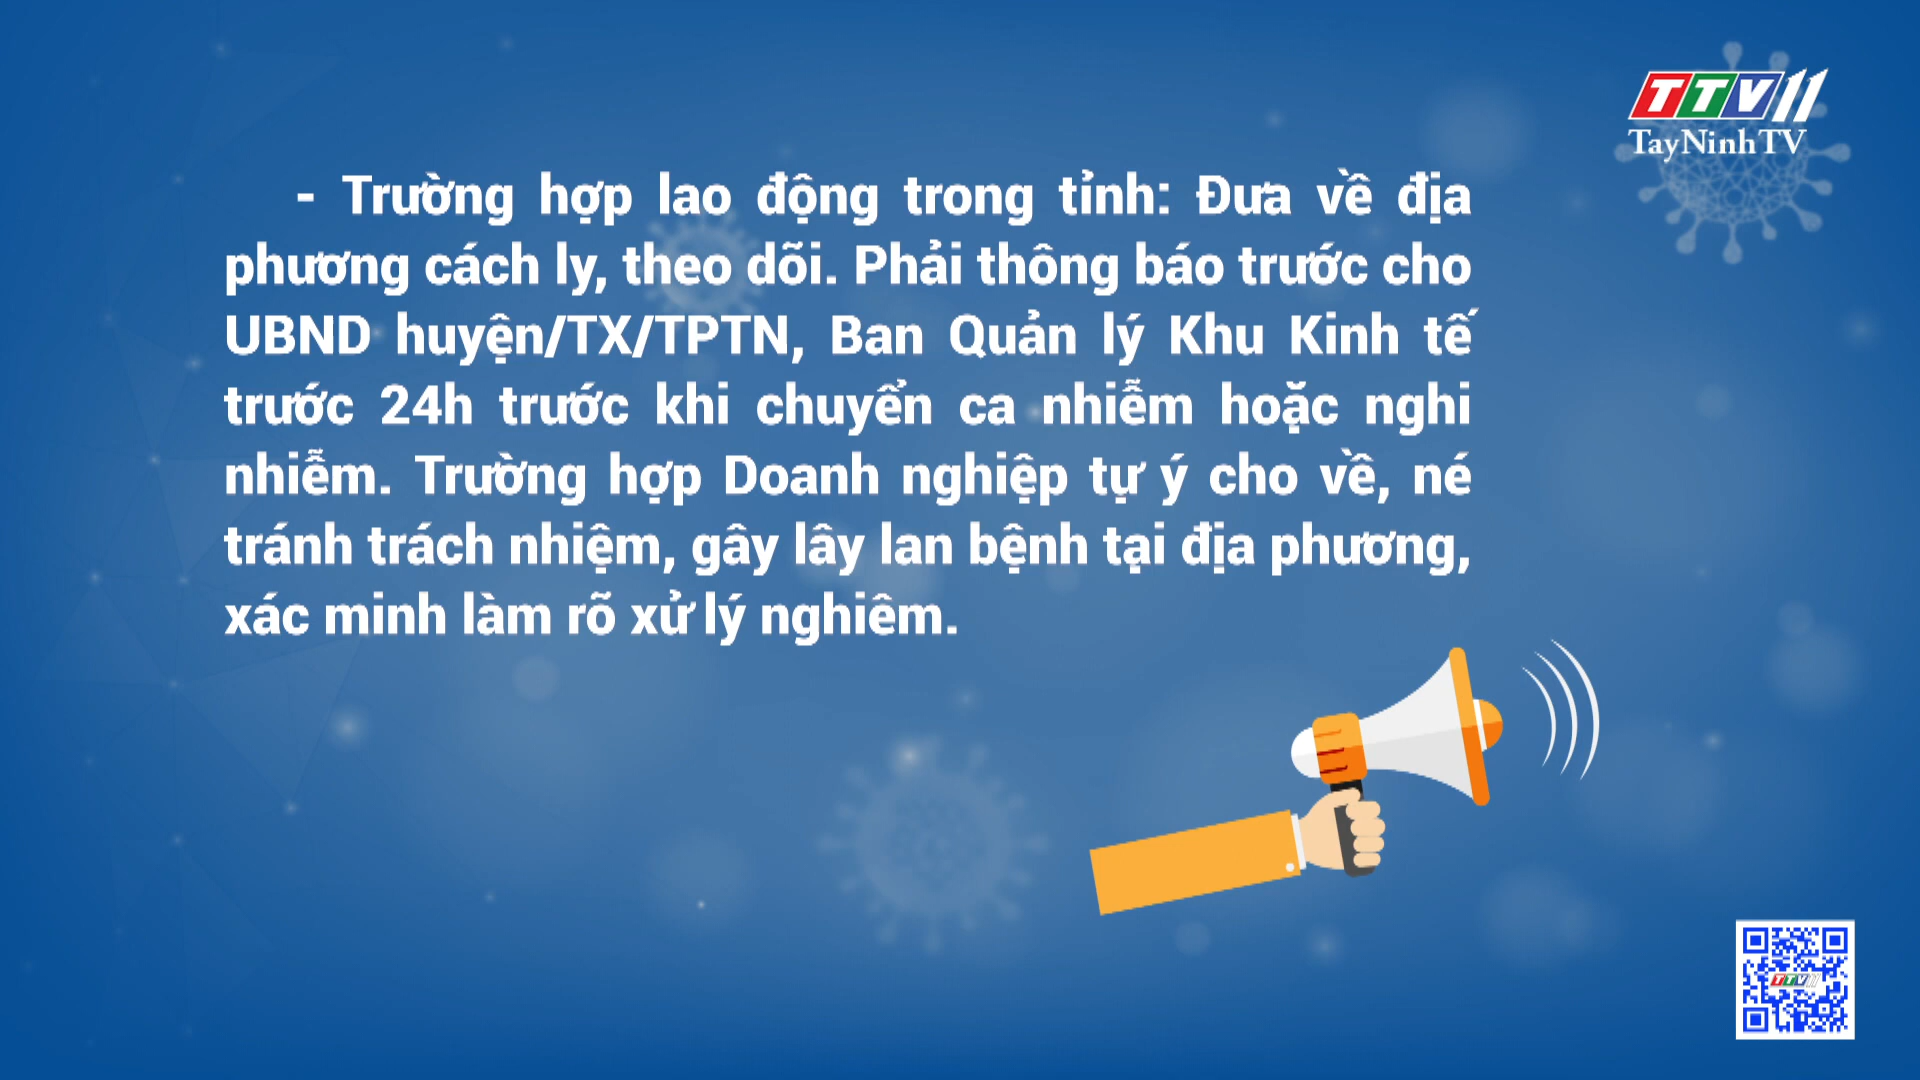 TTV11
TayNinhTV
- Trường hợp lao động trong tỉnh: Đưa về địa
phương cách ly, theo dõi. Phải thông báo trước cho
UBND huyện/TX/TPTN, Ban Quản lý Khu Kinh tế
trước 24h trước khi chuyển ca nhiễm hoặc nghi
nhiễm. Trường hợp Doanh nghiệp tự ý cho về, né
tránh trách nhiệm, gây lây lan bệnh tại địa phương,
xác minh làm rõ xử lý nghiêm.
TTV11